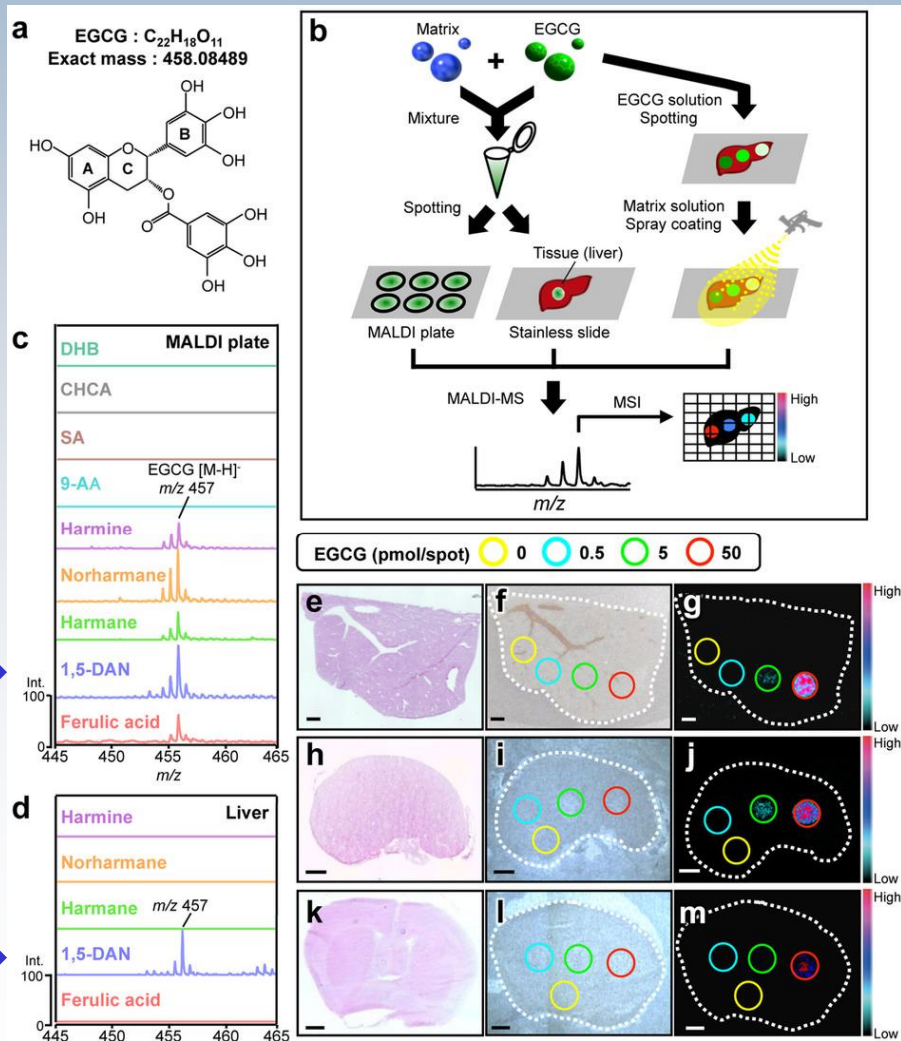 a
EGCG : C22H18O11
Exact mass : 458.08489
OH
HO
OH
B
O
OH
A
C
OH
O
O
OH
OH
OH
b
Matrix
+
EGCG
Mixture
EGCG solution
Spotting
Spotting
Matrix solution
Spray coating
Tissue (liver)
MALDI plate
Stainless slide
MALDI-MS
MSI
High
Low
m/z
c
MALDI plate
DHB
CHCA
SA
9-AA
EGCG [M-H]-
m/z 457
Harmine
Norharmane
Harmane
1,5-DAN
Int.
100
Ferulic acid
0
445 450 455 460 465
m/z
d
Liver
Harmine
Norharmane
Harmane
m/z 457
1,5-DAN
Int.
100
Ferulic acid
0
445 450 455 460 465
EGCG (pmol/spot) 0 0.5 5 50
e
f
g
High
Low
h
i
j
High
Low
k
l
m
High
Low